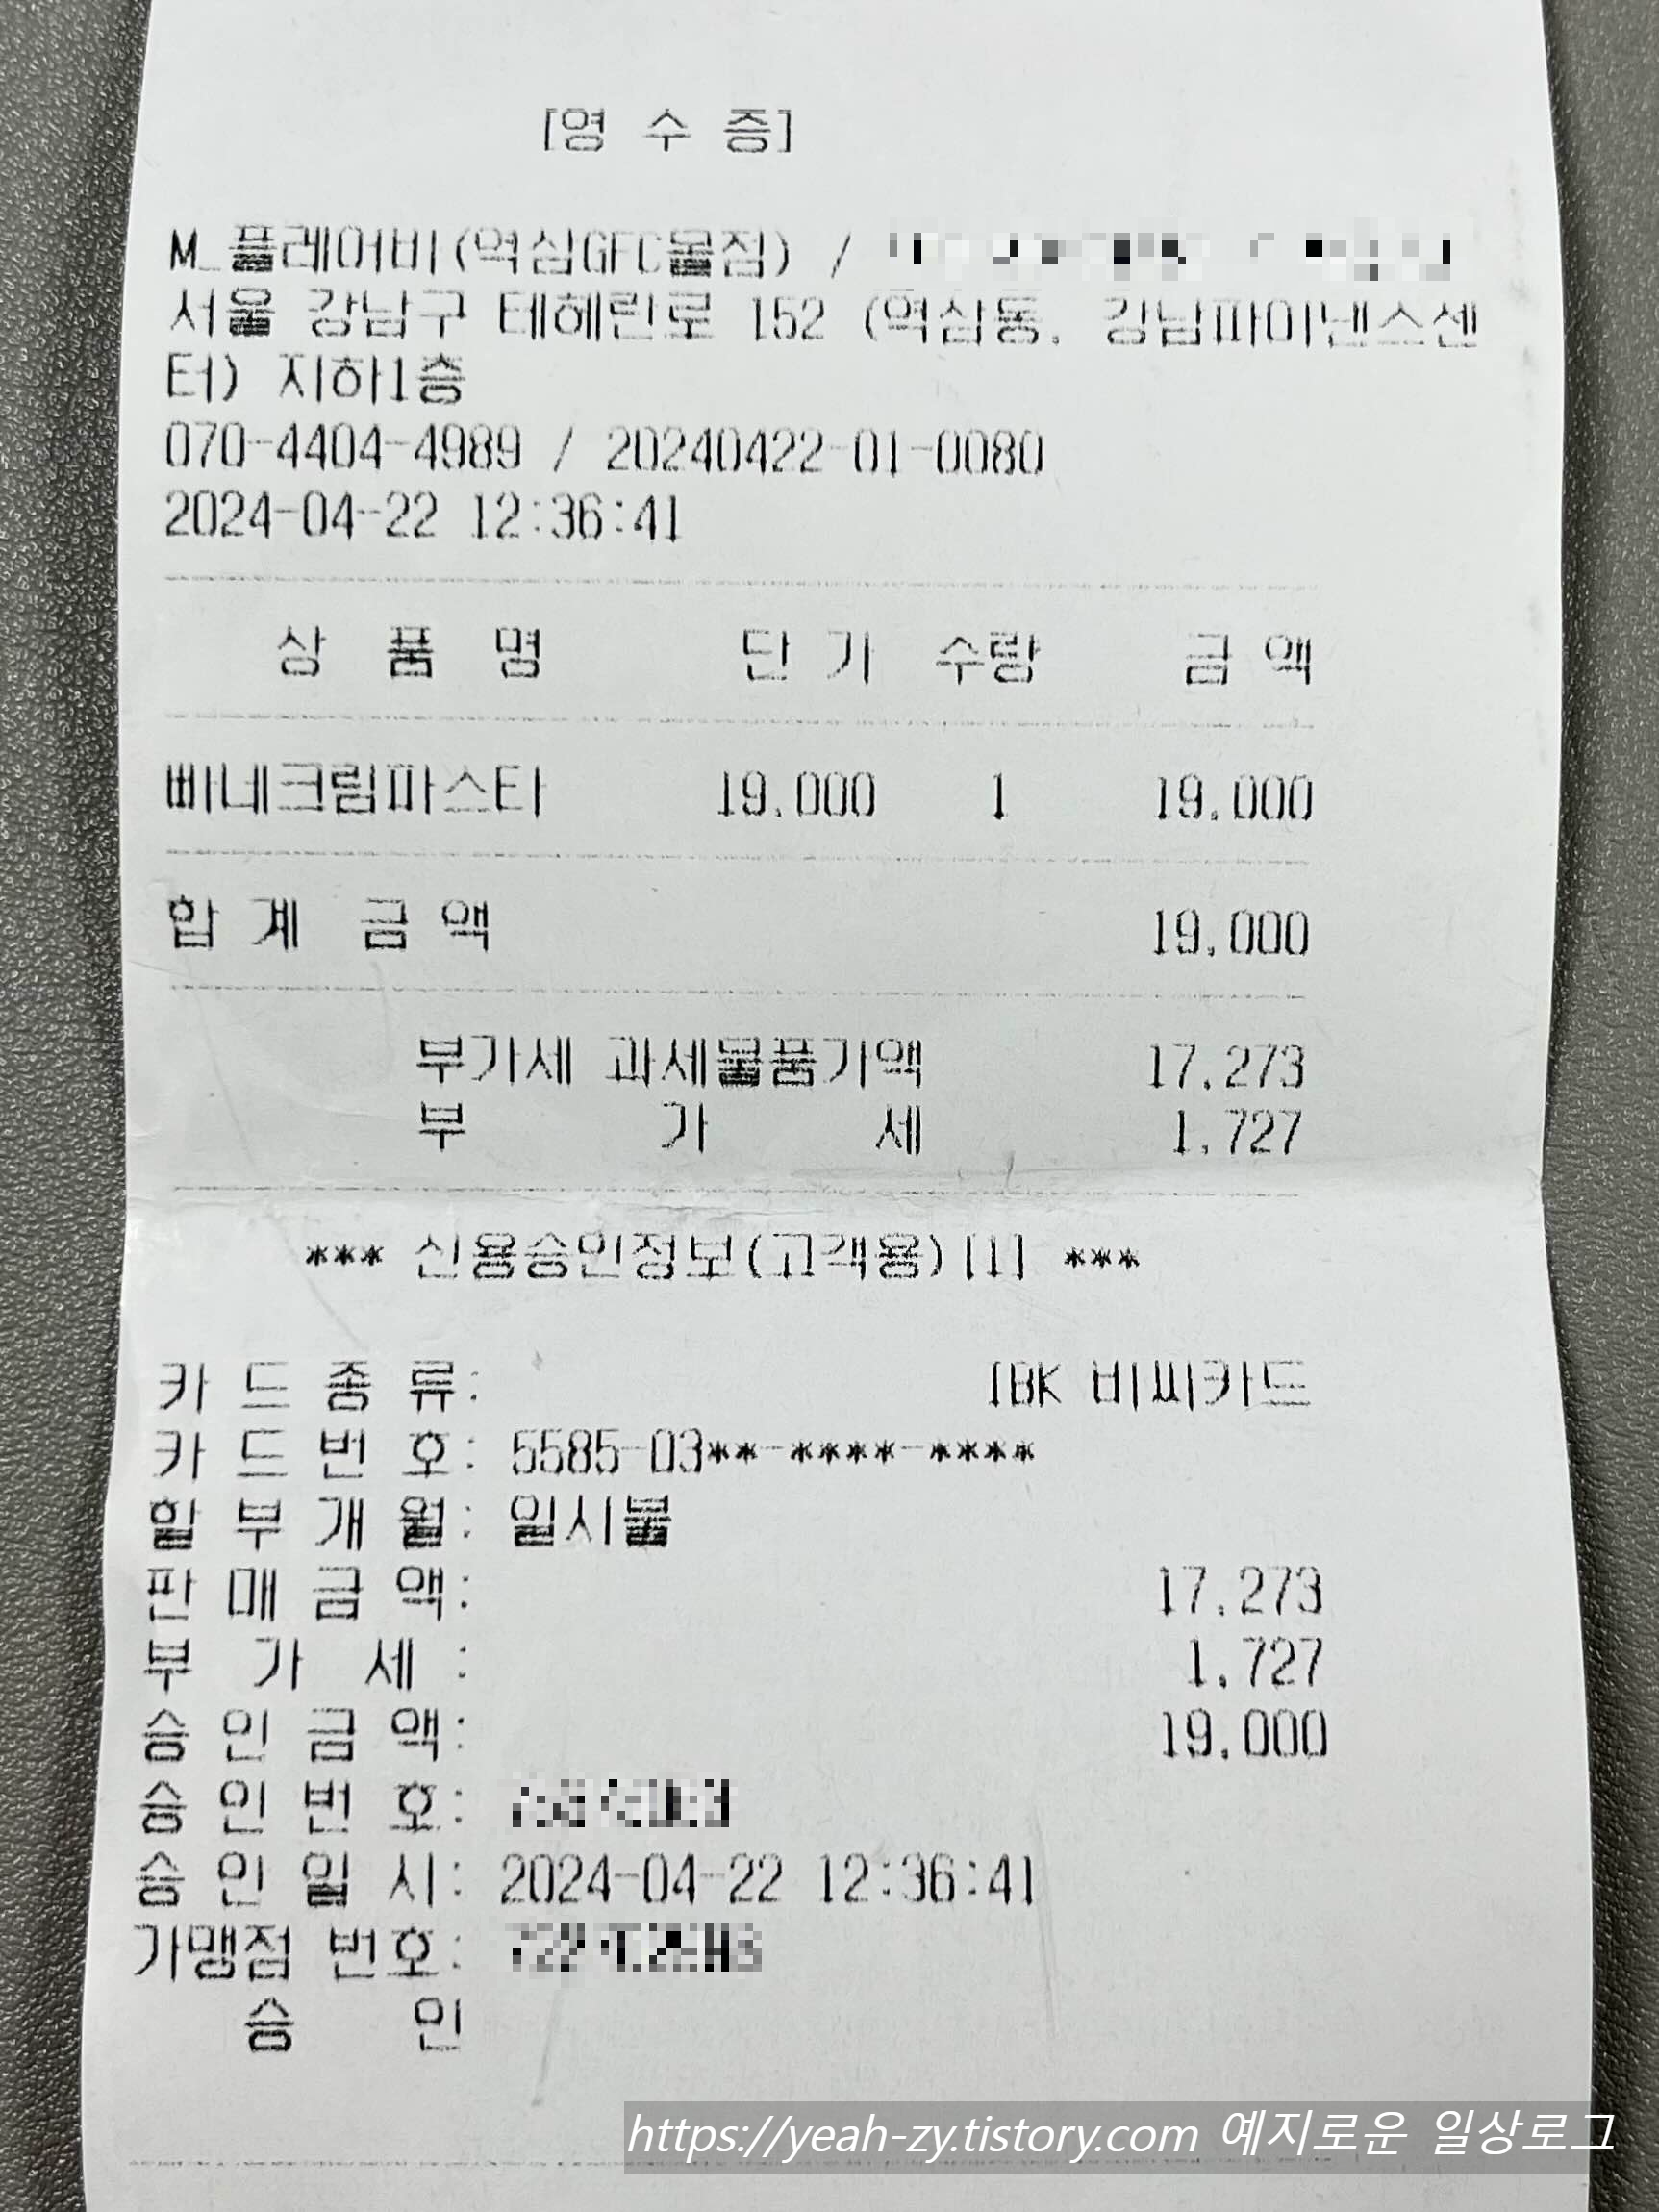 [영 수 증]
M_플레이비(역삼GFC몰점) /
서울 강남구 테헤란로 152 (역삼동, 강남파이낸스센
터) 지하1층
070-4404-4989 / 20240422-01-0080
2024-04-22 12:36:41
상 품 명 단 가 수량 금 액
뻬네크림파스타 19,000 1 19,000
합 계 금 액 19,000
부가세 과세물품가액 17,273
부 가 세 1,727
*** 신용승인정보(고객용)[1] ***
카 드 종 류: IBK 비씨카드
카 드 번 호: 5585-03**-****-****
할 부 개 월: 일시불
판 매 금 액: 17,273
부 가 세 : 1,727
승 인 금 액: 19,000
승 인 번 호:
승 인 일 시: 2024-04-22 12:36:41
가맹점 번호:
승 인
https://yeah-zy.tistory.com 예지로운 일상로그